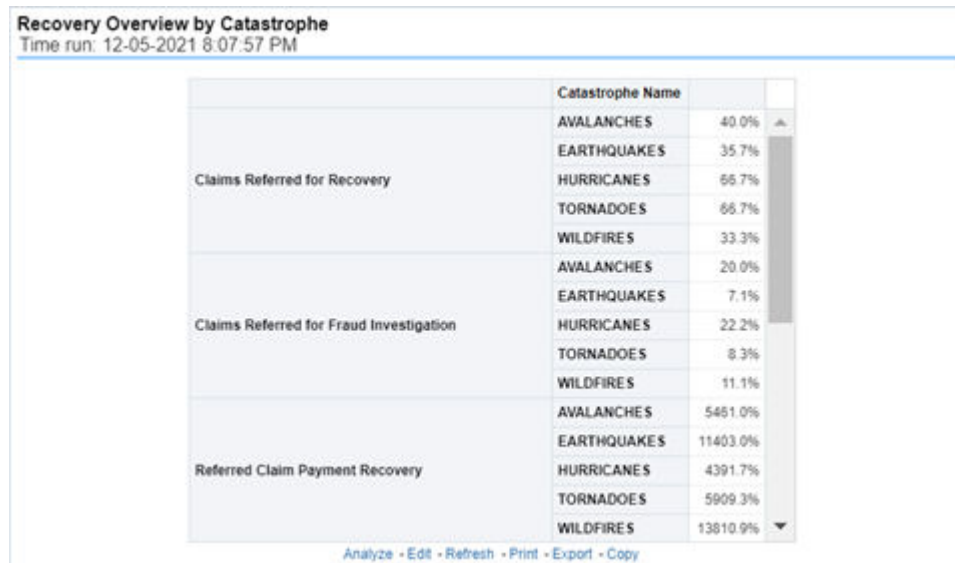 Recovery Overview by Catastrophe
Time run: 12-05-2021 8:07:57 PM
Catastrophe Name
Claims Referred for Recovery
AVALANCHES 40.0%
EARTHQUAKES 35.7%
HURRICANES 66.7%
TORNADOES 66.7%
WILDFIRES 33.3%
Claims Referred for Fraud Investigation
AVALANCHES 20.0%
EARTHQUAKES 7.1%
HURRICANES 22.2%
TORNADOES 8.3%
WILDFIRES 11.1%
Referred Claim Payment Recovery
AVALANCHES 5461.0%
EARTHQUAKES 11403.0%
HURRICANES 4391.7%
TORNADOES 5909.3%
WILDFIRES 13810.9%
Analyze - Edit - Refresh - Print - Export - Copy